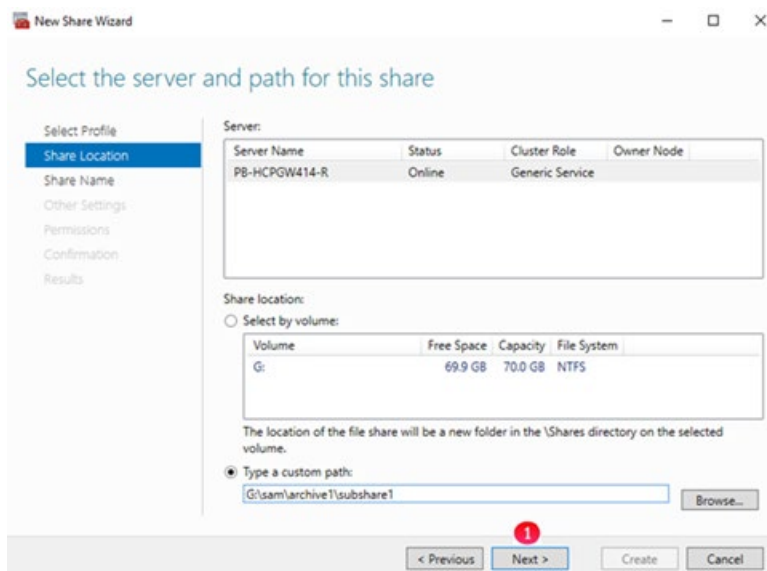 New Share Wizard
Select the server and path for this share
Select Profile
Share Location
Share Name
Other Settings
Permissions
Confirmation
Results
Server:
Server Name Status Cluster Role Owner Node
PB-HCPGW414-R Online Generic Service
Share location:
Select by volume:
Volume Free Space Capacity File System
G: 69.9 GB 70.0 GB NTFS
The location of the file share will be a new folder in the \Shares directory on the selected
volume.
Type a custom path:
G:\sam\archive1\subshare1
Browse...
1
< Previous Next > Create Cancel